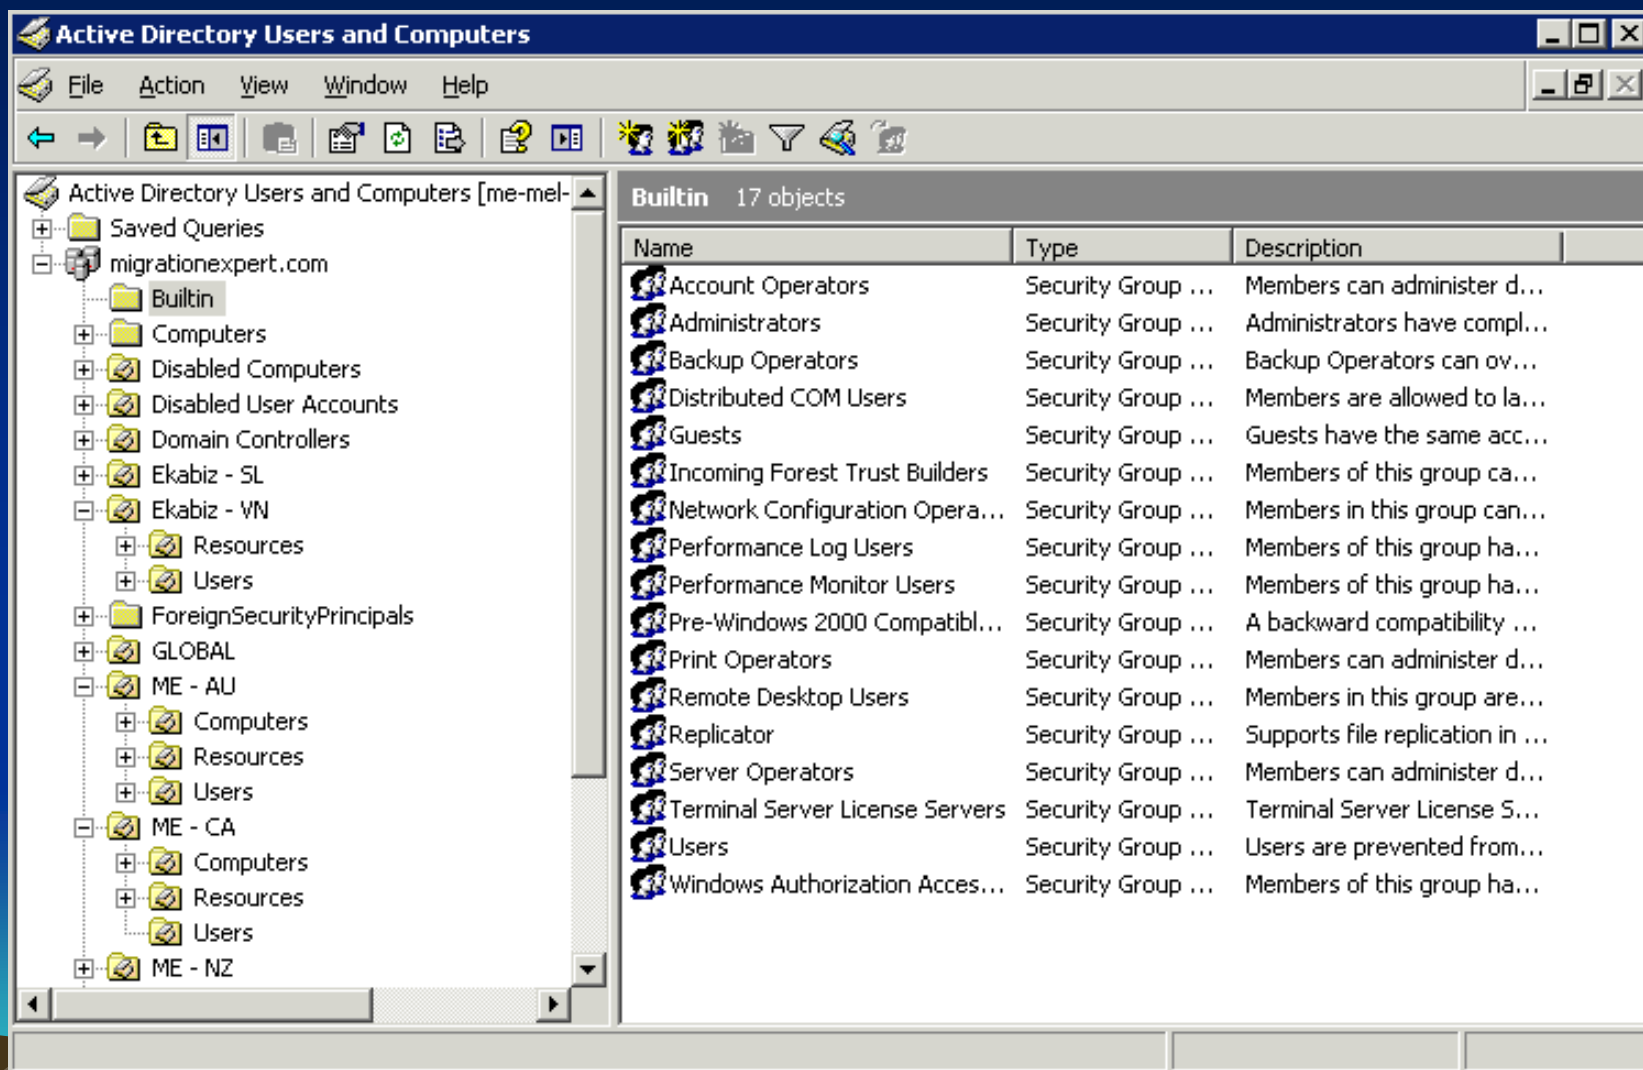 Active Directory Users and Computers
File Action View Window Help
Active Directory Users and Computers [me-mel-
Saved Queries
migrationexpert.com
Builtin
Computers
Disabled Computers
Disabled User Accounts
Domain Controllers
Ekabiz - SL
Ekabiz - VN
Resources
Users
ForeignSecurityPrincipals
GLOBAL
ME - AU
Computers
Resources
Users
ME - CA
Computers
Resources
Users
ME - NZ
Builtin 17 objects
Name Type Description
Account Operators Security Group ... Members can administer d...
Administrators Security Group ... Administrators have compl...
Backup Operators Security Group ... Backup Operators can ov...
Distributed COM Users Security Group ... Members are allowed to la...
Guests Security Group ... Guests have the same acc...
Incoming Forest Trust Builders Security Group ... Members of this group ca...
Network Configuration Opera... Security Group ... Members in this group can...
Performance Log Users Security Group ... Members of this group ha...
Performance Monitor Users Security Group ... Members of this group ha...
Pre-Windows 2000 Compatibl... Security Group ... A backward compatibility ...
Print Operators Security Group ... Members can administer d...
Remote Desktop Users Security Group ... Members in this group are...
Replicator Security Group ... Supports file replication in ...
Server Operators Security Group ... Members can administer d...
Terminal Server License Servers Security Group ... Terminal Server License S...
Users Security Group ... Users are prevented from...
Windows Authorization Acces... Security Group ... Members of this group ha...